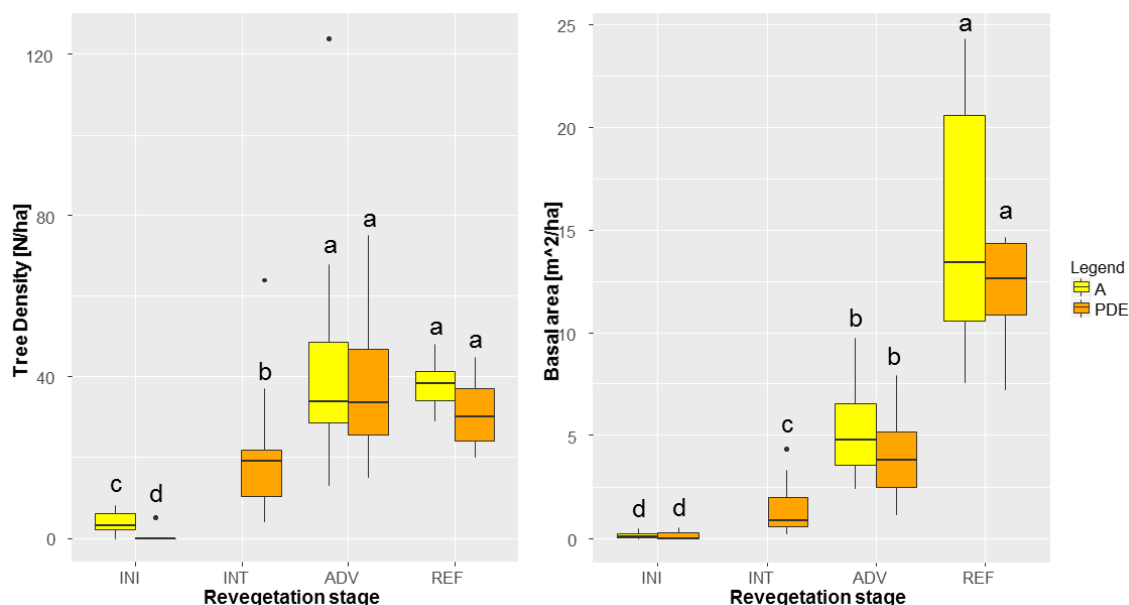 Tree Density [N/ha]
120
80
40
0
a
a
a
a
b
c
d
INI INT ADV REF
Revegetation stage
Basal area [m^2/ha]
25
20
15
10
5
0
a
a
b
b
c
d d
INI INT ADV REF
Revegetation stage
Legend
A
PDE